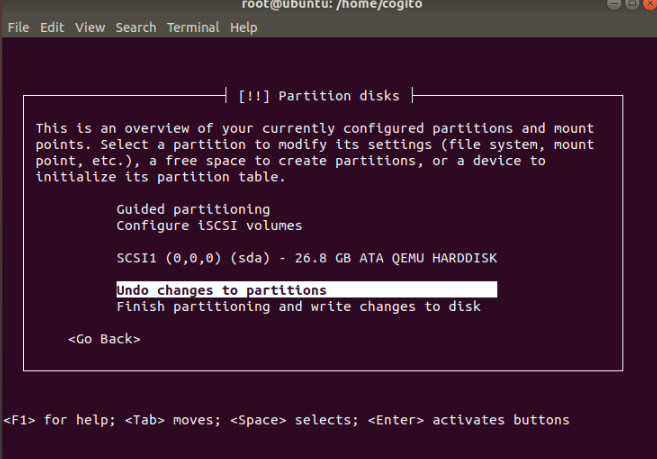 root@ubuntu: /home/cogito
File Edit View Search Terminal Help
[!!] Partition disks
This is an overview of your currently configured partitions and mount
points. Select a partition to modify its settings (file system, mount
point, etc.), a free space to create partitions, or a device to
initialize its partition table.
Guided partitioning
Configure iSCSI volumes
SCSI1 (0,0,0) (sda) - 26.8 GB ATA QEMU HARDDISK
Undo changes to partitions
Finish partitioning and write changes to disk
<Go Back>
<F1> for help; <Tab> moves; <Space> selects; <Enter> activates buttons